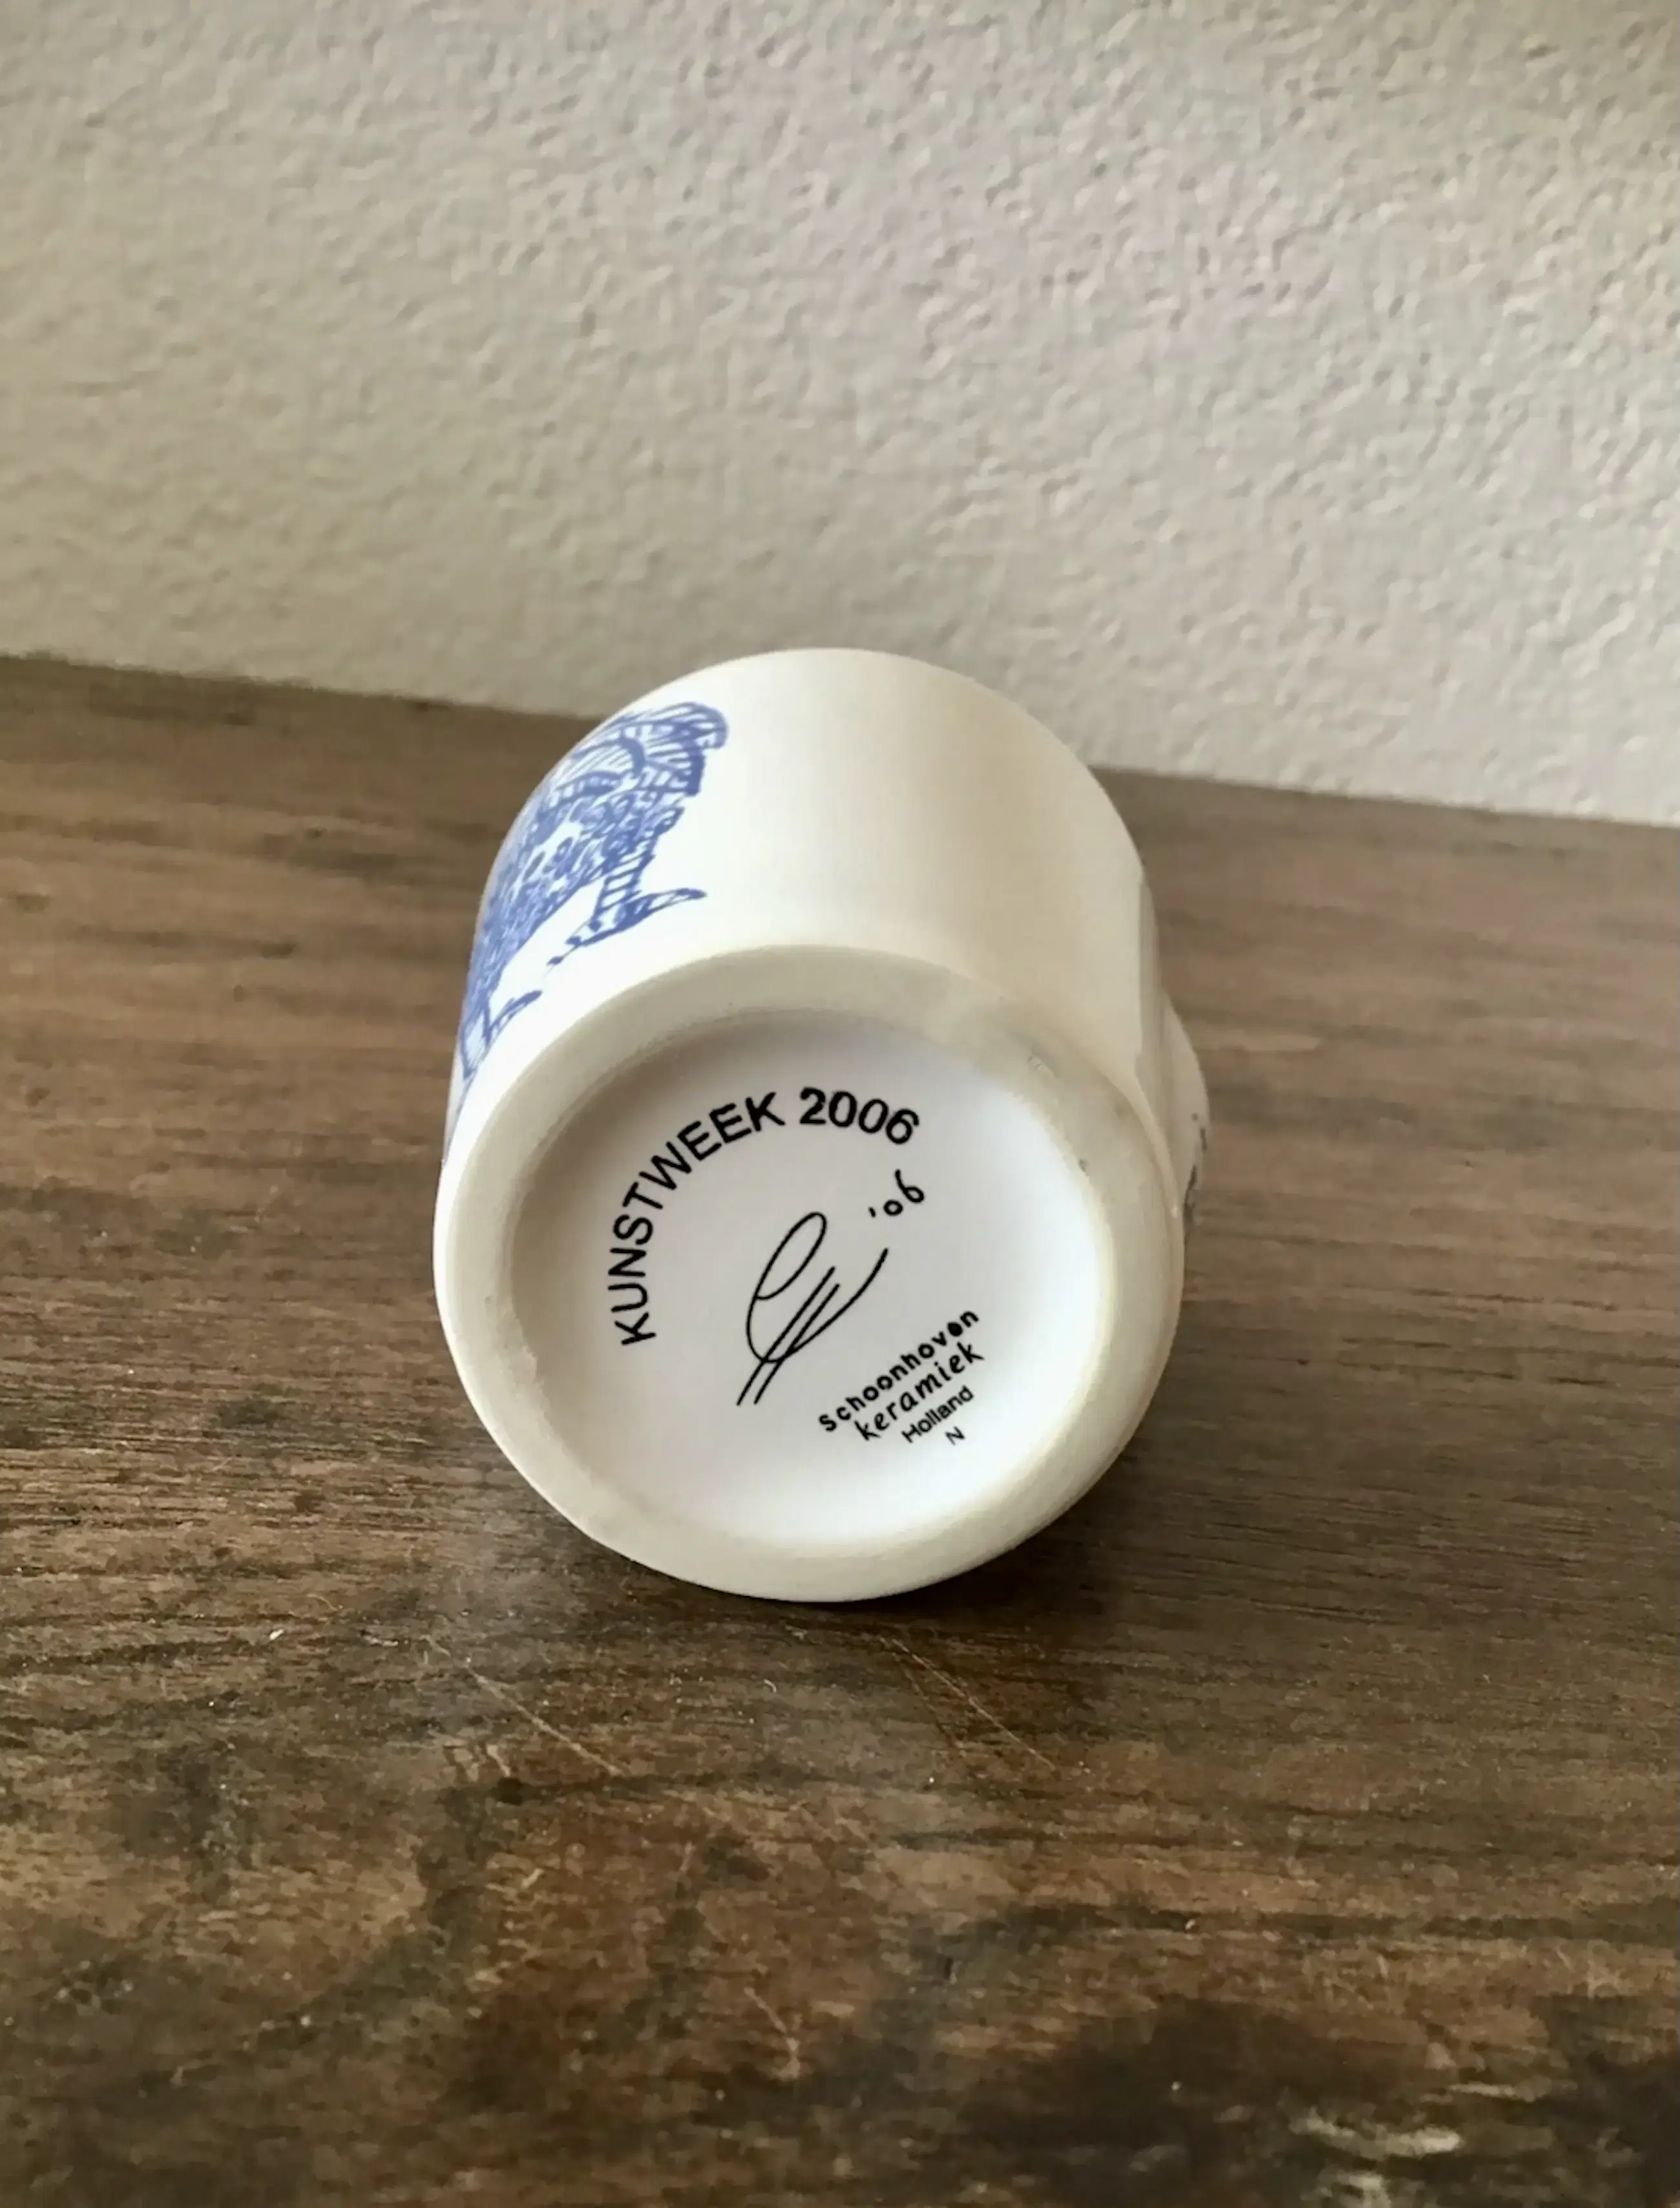 KUNSTWEEK 2006
'06
Schoonhoven
keramiek
Holland
N